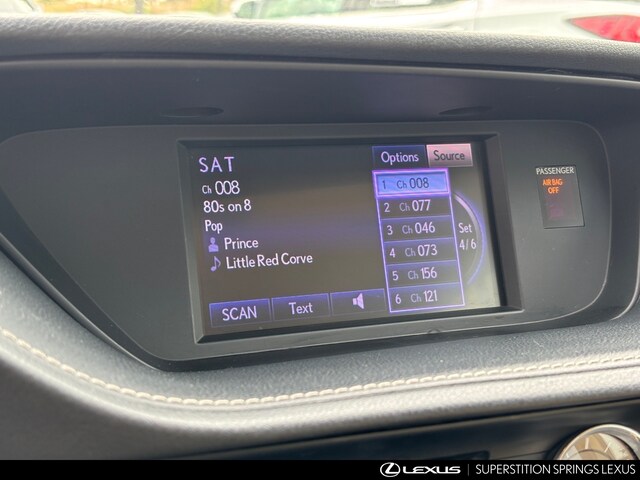 SAT
Ch 008
80s on 8
Pop
Prince
Little Red Corve
SCAN
Text
Options
Source
1 Ch 008
2 Ch 077
3 Ch 046
4 Ch 073
5 Ch 156
6 Ch 121
Set
4/6
PASSENGER
AIR BAG
OFF
LEXUS | SUPERSTITION SPRINGS LEXUS